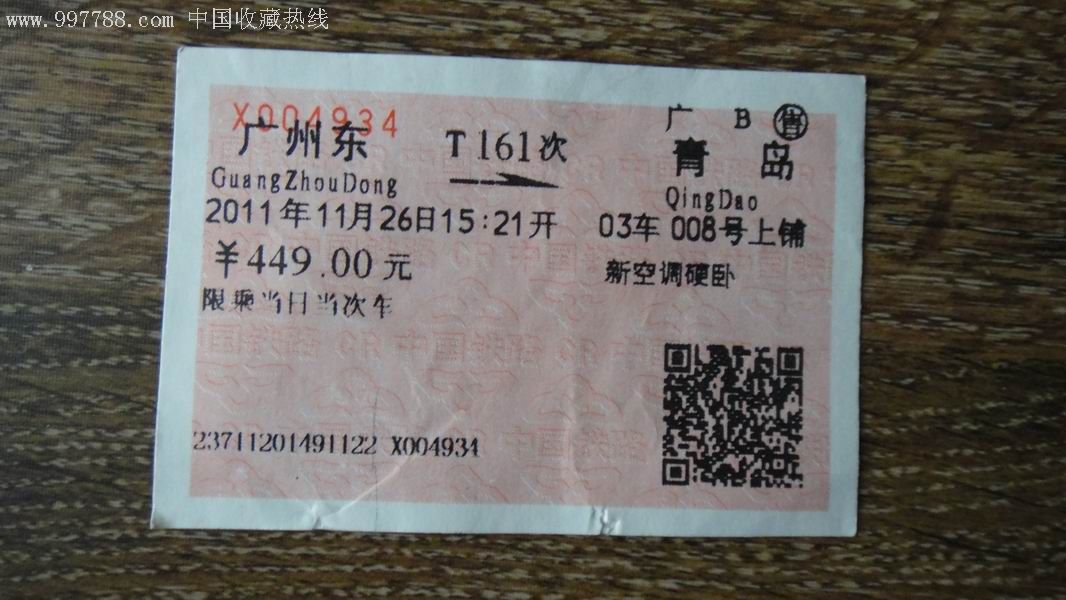 www.997788.com 中国收藏热线
X004934
广 B 售
广州东 T161次 青岛
GuangZhouDong QingDao
2011年11月26日15:21开 03车 008号上铺
￥449.00元 新空调硬卧
限乘当日当次车
23711201491122 X004934